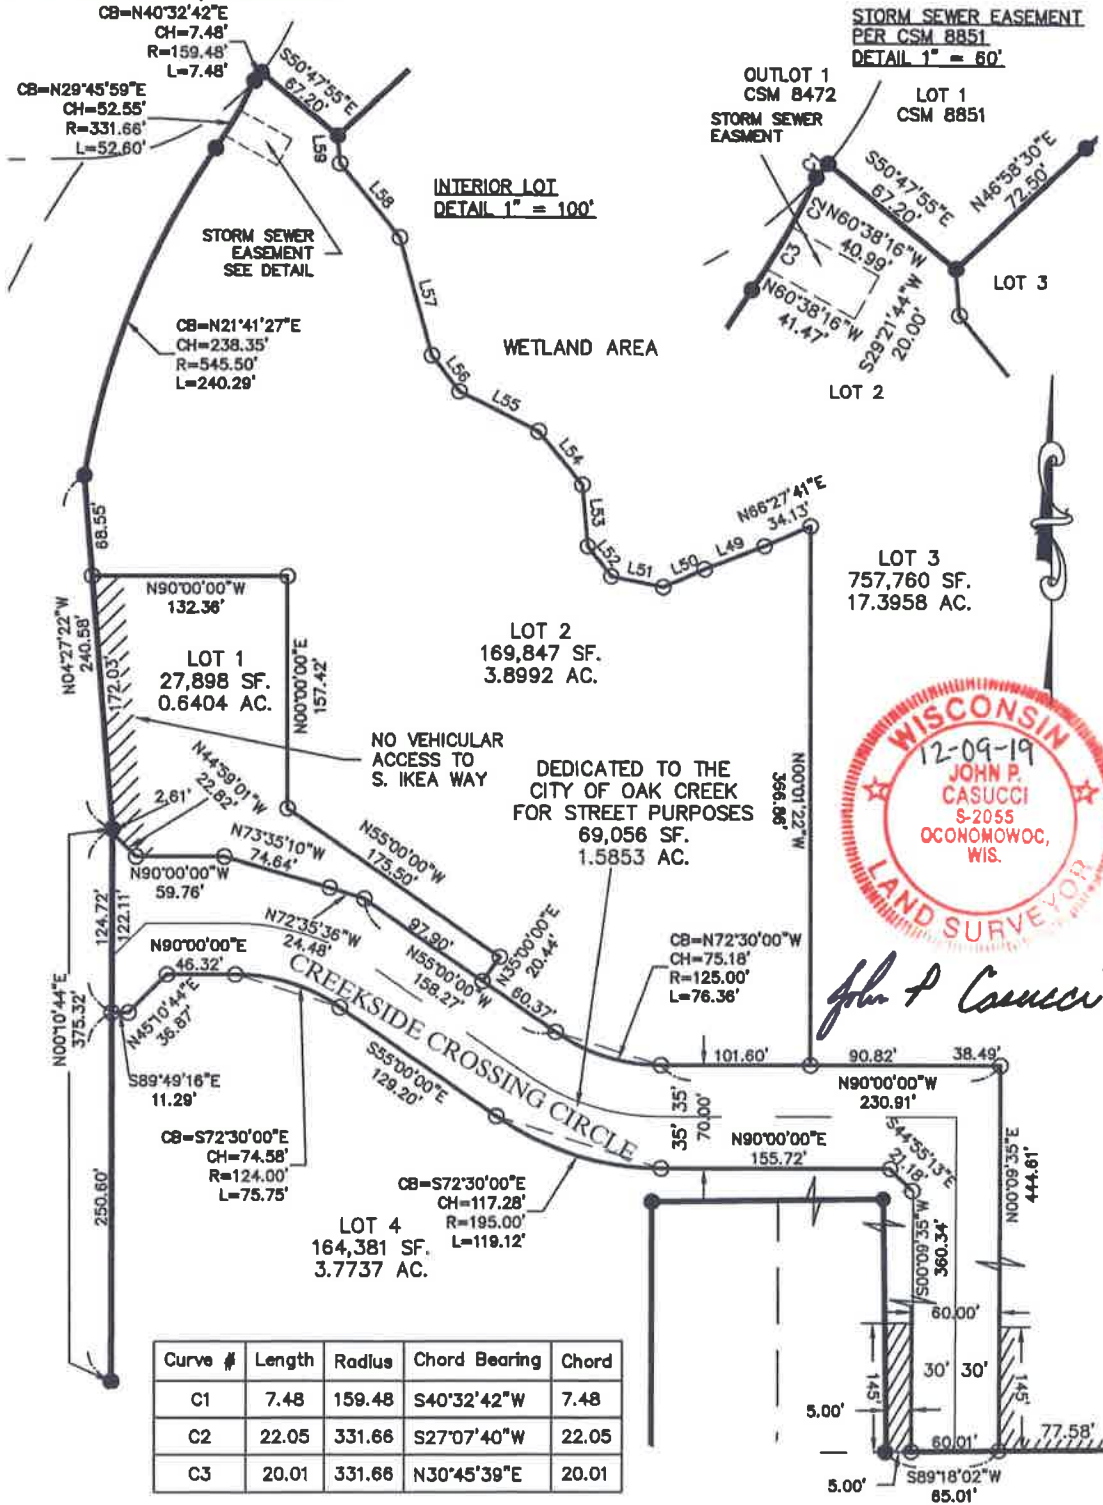 CB=N40°32'42"E
CH=7.48'
R=159.48'
L=7.48'
CB=N29°45'59"E
CH=52.55'
R=331.66'
L=52.60'
S50°47'55"E
67.20'
L59
L58
L57
L56
L55
L54
L53
L52
L51
L50
L49
N66°27'41"E
34.13'
INTERIOR LOT
DETAIL 1" = 100'
STORM SEWER
EASEMENT
SEE DETAIL
CB=N21°41'27"E
CH=238.35'
R=545.50'
L=240.29'
WETLAND AREA
STORM SEWER EASEMENT
PER CSM 8851
DETAIL 1" = 60'
OUTLOT 1
CSM 8472
LOT 1
CSM 8851
STORM SEWER
EASMENT
C1
C2
C3
S50°47'55"E
67.20'
N46°58'30"E
72.50'
N60°38'16"W
40.99'
N60°38'16"W
41.47'
S29°21'44"W
20.00'
LOT 3
LOT 2
68.55'
N90°00'00"W
132.36'
N04°27'22"W
240.58'
172.03'
LOT 1
27,898 SF.
0.6404 AC.
N00°00'00"E
157.42'
LOT 2
169,847 SF.
3.8992 AC.
LOT 3
757,760 SF.
17.3958 AC.
NO VEHICULAR
ACCESS TO
S. IKEA WAY
DEDICATED TO THE
CITY OF OAK CREEK
FOR STREET PURPOSES
69,056 SF.
1.5853 AC.
N00°01'22"W
366.86'
WISCONSIN
12-09-19
JOHN P.
CASUCCI
S-2055
OCONOMOWOC,
WIS.
LAND SURVEYOR
John P Casucci
2.61'
N44°59'01"W
22.82'
N90°00'00"W
59.76'
N73°35'10"W
74.64'
N72°35'36"W
24.48'
N55°00'00"W
175.50'
97.90'
N55°00'00"W
158.27'
60.37'
N35°00'00"E
20.44'
CB=N72°30'00"W
CH=75.18'
R=125.00'
L=76.36'
124.72'
122.11'
N90°00'00"E
46.32'
N45°10'44"E
36.87'
S89°49'16"E
11.29'
N00°10'44"E
375.32'
250.60'
CREEKSIDE CROSSING CIRCLE
S55°00'00"E
129.20'
CB=S72°30'00"E
CH=74.58'
R=124.00'
L=75.75'
CB=S72°30'00"E
CH=117.28'
R=195.00'
L=119.12'
LOT 4
164,381 SF.
3.7737 AC.
101.60'
90.82'
38.49'
N90°00'00"W
230.91'
35'
35'
70.00'
N90°00'00"E
155.72'
S44°55'13"E
21.18'
S00°09'35"W
360.34'
N00°09'35"E
444.61'
60.00'
30' 30'
145'
145'
5.00'
60.01'
77.58'
5.00'
S89°18'02"W
65.01'
Curve # Length Radius Chord Bearing Chord
C1 7.48 159.48 S40°32'42"W 7.48
C2 22.05 331.66 S27°07'40"W 22.05
C3 20.01 331.66 N30°45'39"E 20.01